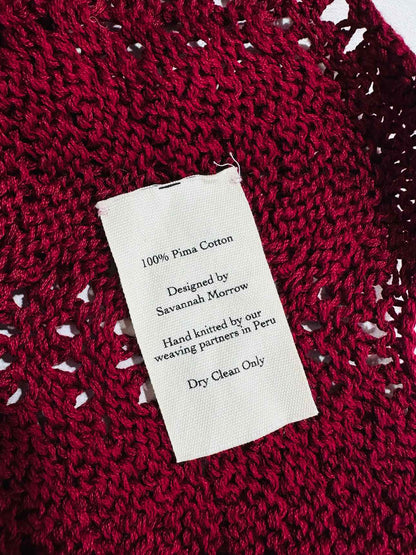 100% Pima Cotton
Designed by
Savannah Morrow
Hand knitted by our
weaving partners in Peru
Dry Clean Only